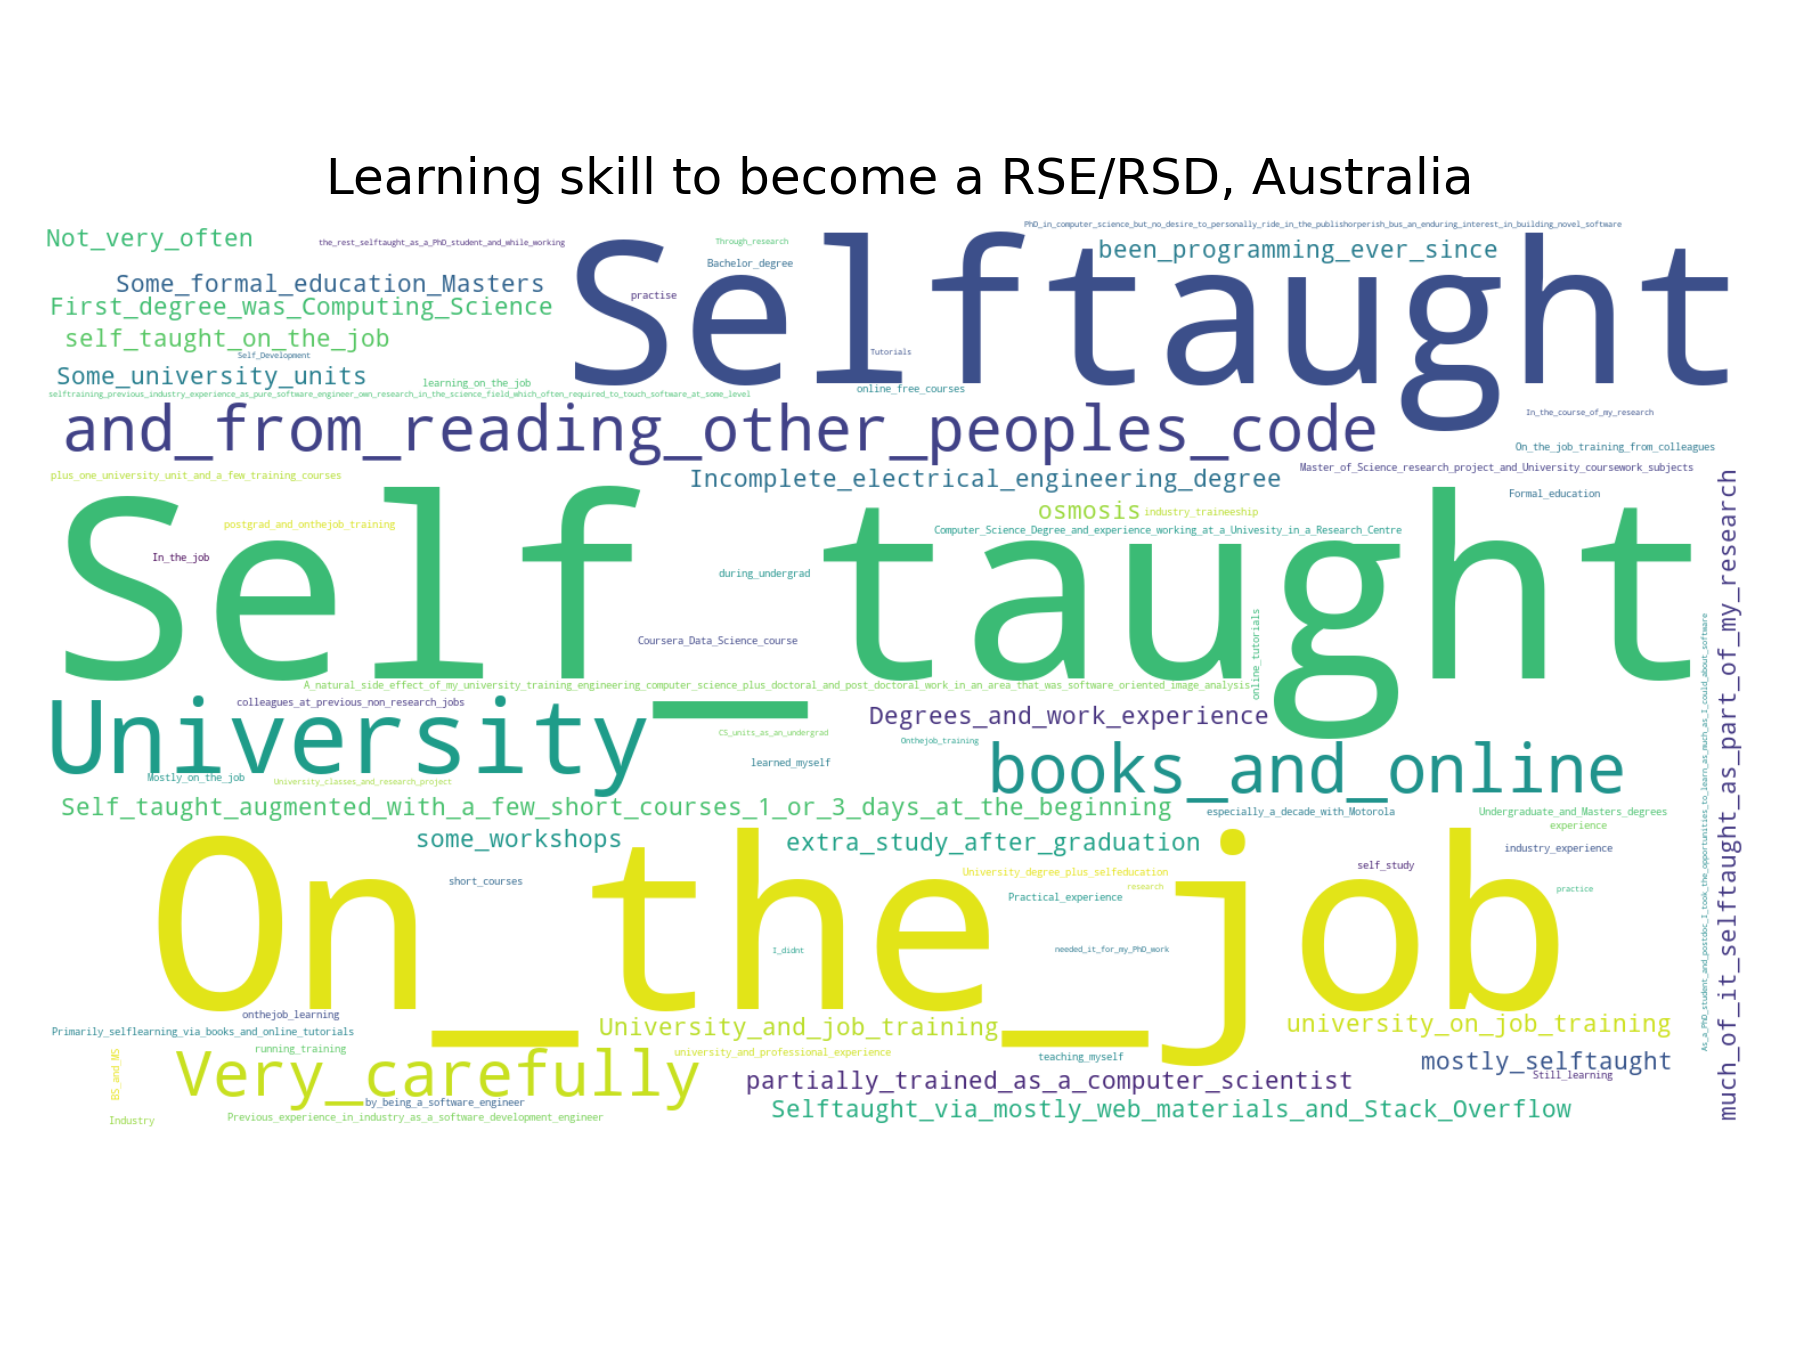 Learning skill to become a RSE/RSD, Australia
PhD_in_computer_science_but_no_desire_to_personally_ride_in_the_publishorperish_bus_an_enduring_interest_in_building_novel_software
Not_very_often
the_rest_selftaught_as_a_PhD_student_and_while_working
Through_research
been_programming_ever_since
Bachelor_degree
Some_formal_education_Masters
practise
Selftaught
First_degree_was_Computing_Science
self_taught_on_the_job
Self_Development
Tutorials
Some_university_units
learning_on_the_job
online_free_courses
selftraining_previous_industry_experience_as_pure_software_engineer_own_research_in_the_science_field_which_often_required_to_touch_software_at_some_level
In_the_course_of_my_research
and_from_reading_other_peoples_code
On_the_job_training_from_colleagues
Master_of_Science_research_project_and_University_coursework_subjects
plus_one_university_unit_and_a_few_training_courses
Incomplete_electrical_engineering_degree
Formal_education
osmosis
industry_traineeship
postgrad_and_onthejob_training
Computer_Science_Degree_and_experience_working_at_a_Univesity_in_a_Research_Centre
In_the_job
during_undergrad
Self_taught
Coursera_Data_Science_course
online_tutorials
A_natural_side_effect_of_my_university_training_engineering_computer_science_plus_doctoral_and_post_doctoral_work_in_an_area_that_was_software_oriented_image_analysis
colleagues_at_previous_non_research_jobs
Degrees_and_work_experience
University
CS_units_as_an_undergrad
Onthejob_training
learned_myself
books_and_online
Mostly_on_the_job
University_classes_and_research_project
Self_taught_augmented_with_a_few_short_courses_1_or_3_days_at_the_beginning
especially_a_decade_with_Motorola
Undergraduate_and_Masters_degrees
experience
some_workshops
extra_study_after_graduation
industry_experience
self_study
University_degree_plus_selfeducation
short_courses
research
practice
Practical_experience
On_the_job
I_didnt
needed_it_for_my_PhD_work
onthejob_learning
Primarily_selflearning_via_books_and_online_tutorials
University_and_job_training
university_on_job_training
running_training
university_and_professional_experience
teaching_myself
mostly_selftaught
Very_carefully
BS_and_MS
Still_learning
partially_trained_as_a_computer_scientist
by_being_a_software_engineer
Selftaught_via_mostly_web_materials_and_Stack_Overflow
Industry
Previous_experience_in_industry_as_a_software_development_engineer
As_a_PhD_student_and_postdoc_I_took_the_opportunities_to_learn_as_much_as_I_could_about_software
much_of_it_selftaught_as_part_of_my_research